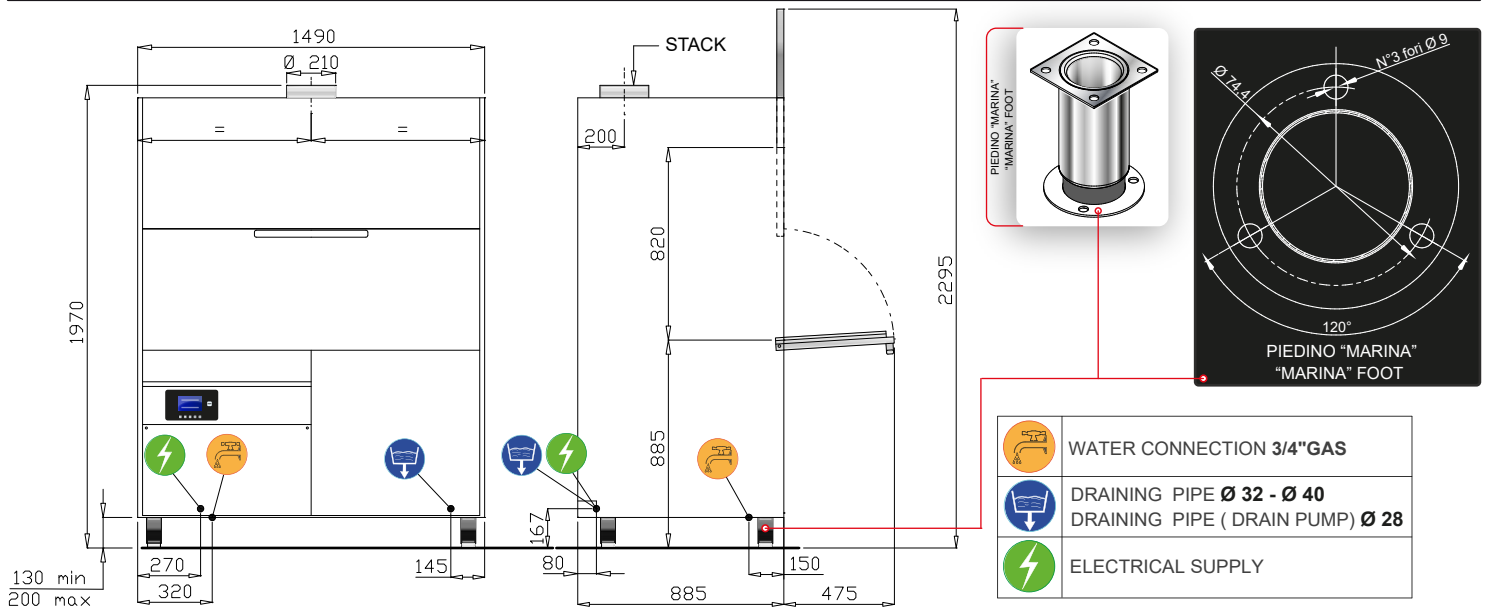 1490
Ø 210
=
=
1970
130 min
200 max
270
320
145
STACK
200
820
885
2295
167
80
150
885
475
PIEDINO "MARINA"
"MARINA" FOOT
N°3 fori Ø 9
Ø 74,4
120°
PIEDINO “MARINA”
“MARINA” FOOT
WATER CONNECTION 3/4"GAS
DRAINING PIPE Ø 32 - Ø 40
DRAINING PIPE ( DRAIN PUMP) Ø 28
ELECTRICAL SUPPLY